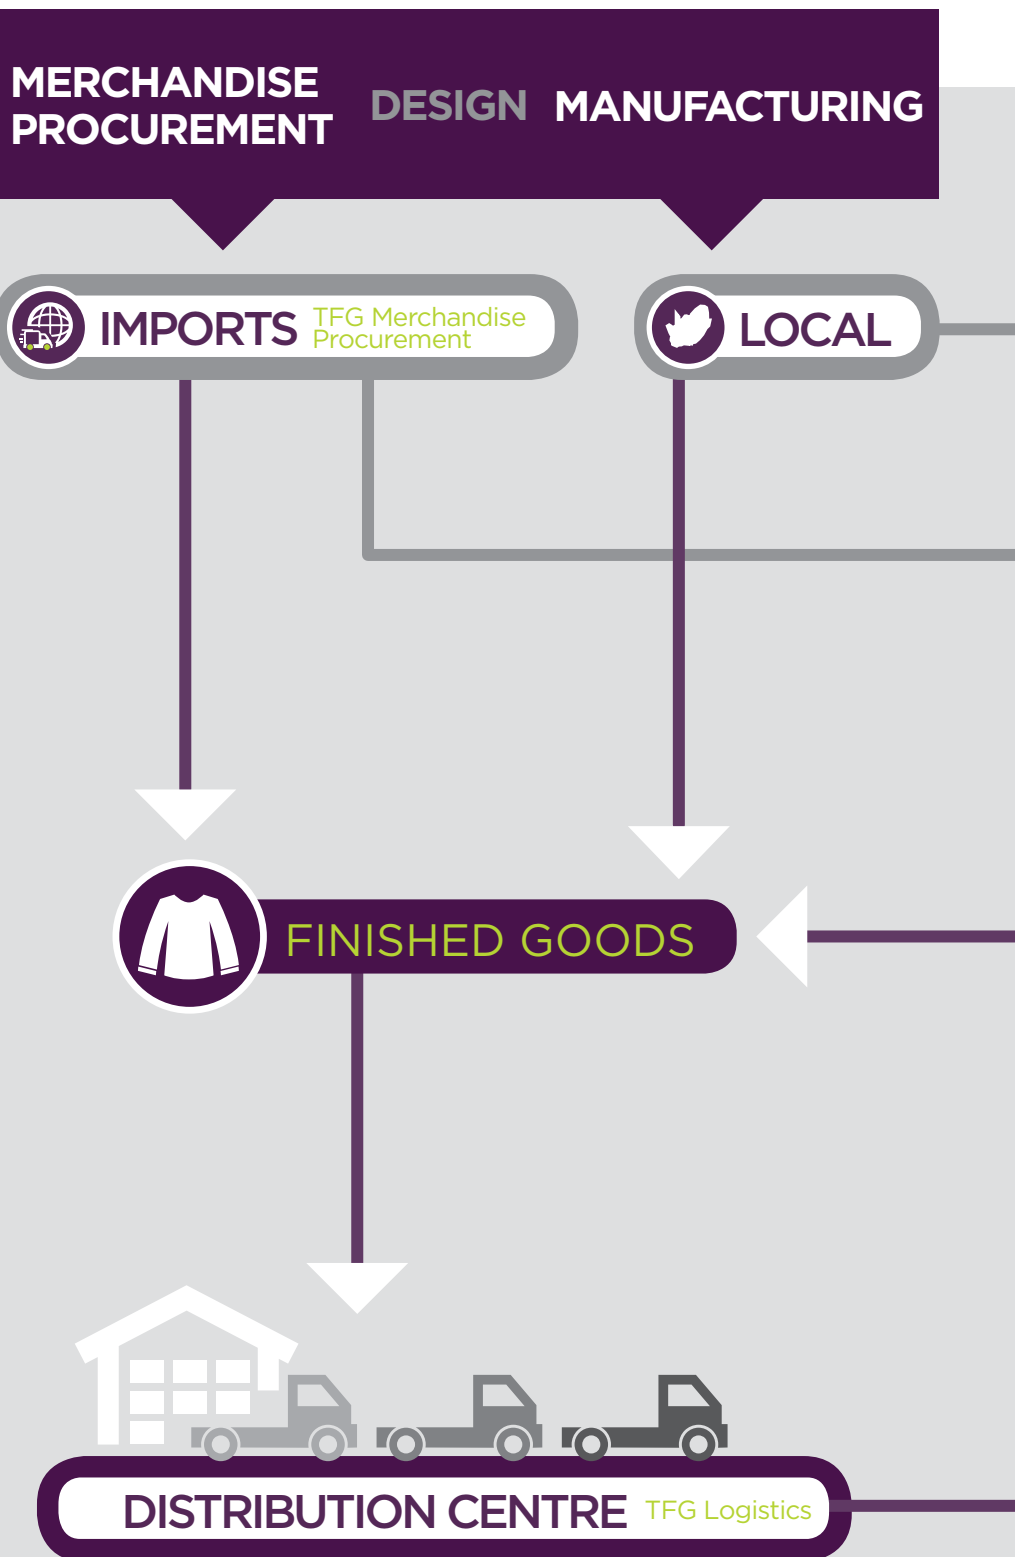 MERCHANDISE
PROCUREMENT
DESIGN
MANUFACTURING
IMPORTS
TFG Merchandise
Procurement
LOCAL
FINISHED GOODS
DISTRIBUTION CENTRE
TFG Logistics